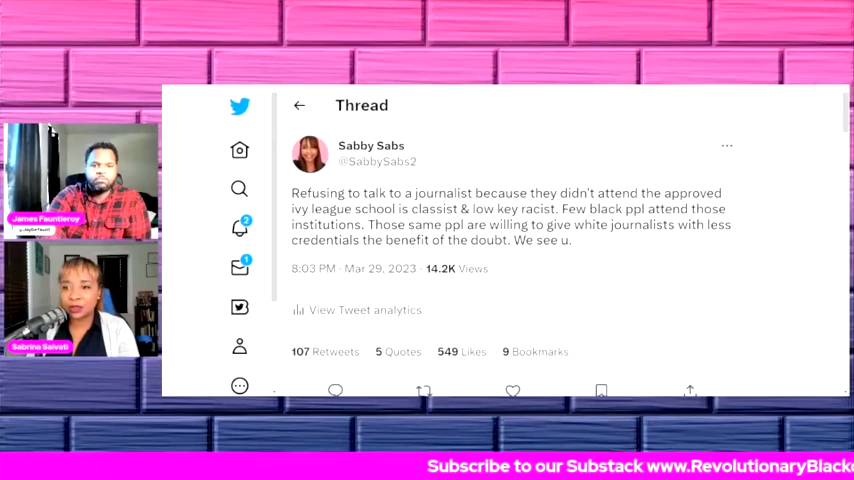 Thread
Sabby Sabs
@SabbySabs2
Refusing to talk to a journalist because they didn't attend the approved
ivy league school is classist & low key racist. Few black ppl attend those
institutions. Those same ppl are willing to give white journalists with less
credentials the benefit of the doubt. We see u.
8:03 PM · Mar 29, 2023 · 14.2K Views
View Tweet analytics
107 Retweets 5 Quotes 549 Likes 9 Bookmarks
2
1
James Fauntleroy
Sabrina Salvati
Subscribe to our Substack www.RevolutionaryBlack